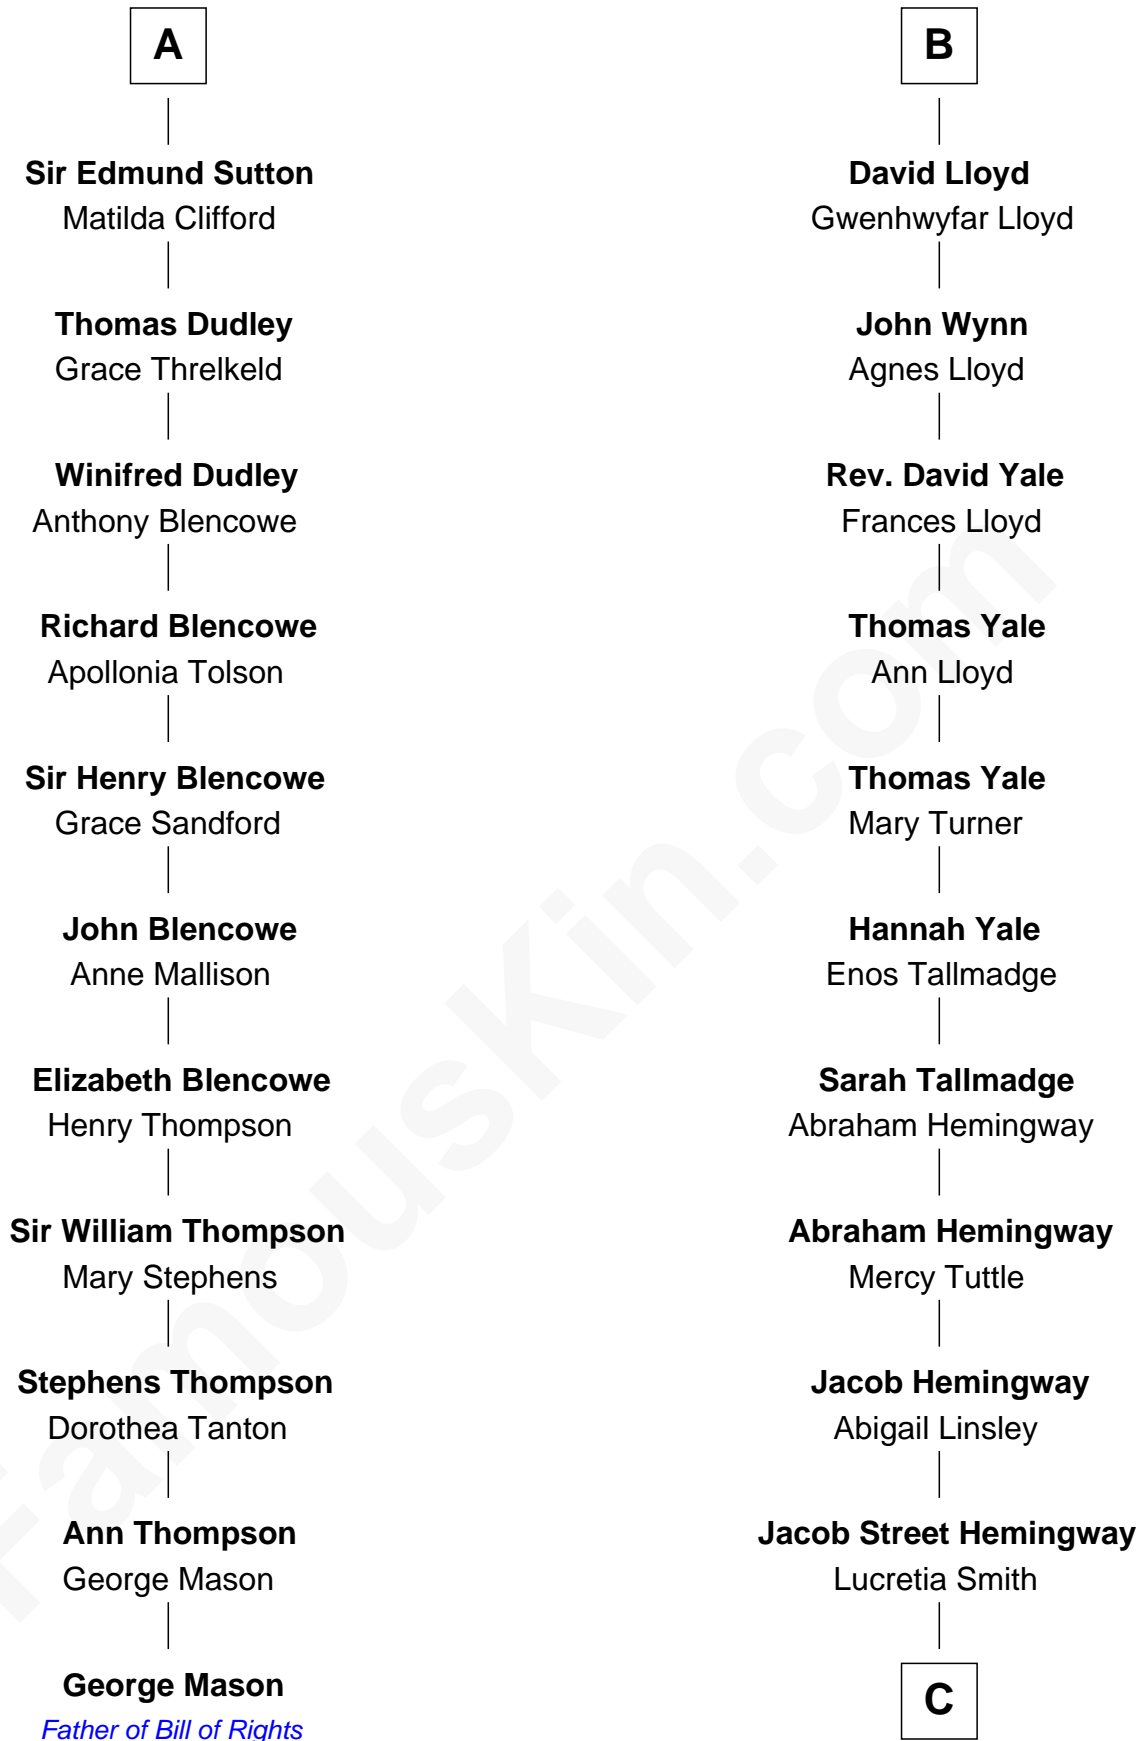 A
Sir Edmund Sutton
Matilda Clifford
Thomas Dudley
Grace Threlkeld
Winifred Dudley
Anthony Blencowe
Richard Blencowe
Apollonia Tolson
Sir Henry Blencowe
Grace Sandford
John Blencowe
Anne Mallison
Elizabeth Blencowe
Henry Thompson
Sir William Thompson
Mary Stephens
Stephens Thompson
Dorothea Tanton
Ann Thompson
George Mason
George Mason
Father of Bill of Rights
B
David Lloyd
Gwenhwyfar Lloyd
John Wynn
Agnes Lloyd
Rev. David Yale
Frances Lloyd
Thomas Yale
Ann Lloyd
Thomas Yale
Mary Turner
Hannah Yale
Enos Tallmadge
Sarah Tallmadge
Abraham Hemingway
Abraham Hemingway
Mercy Tuttle
Jacob Hemingway
Abigail Linsley
Jacob Street Hemingway
Lucretia Smith
C
FamousKin.com